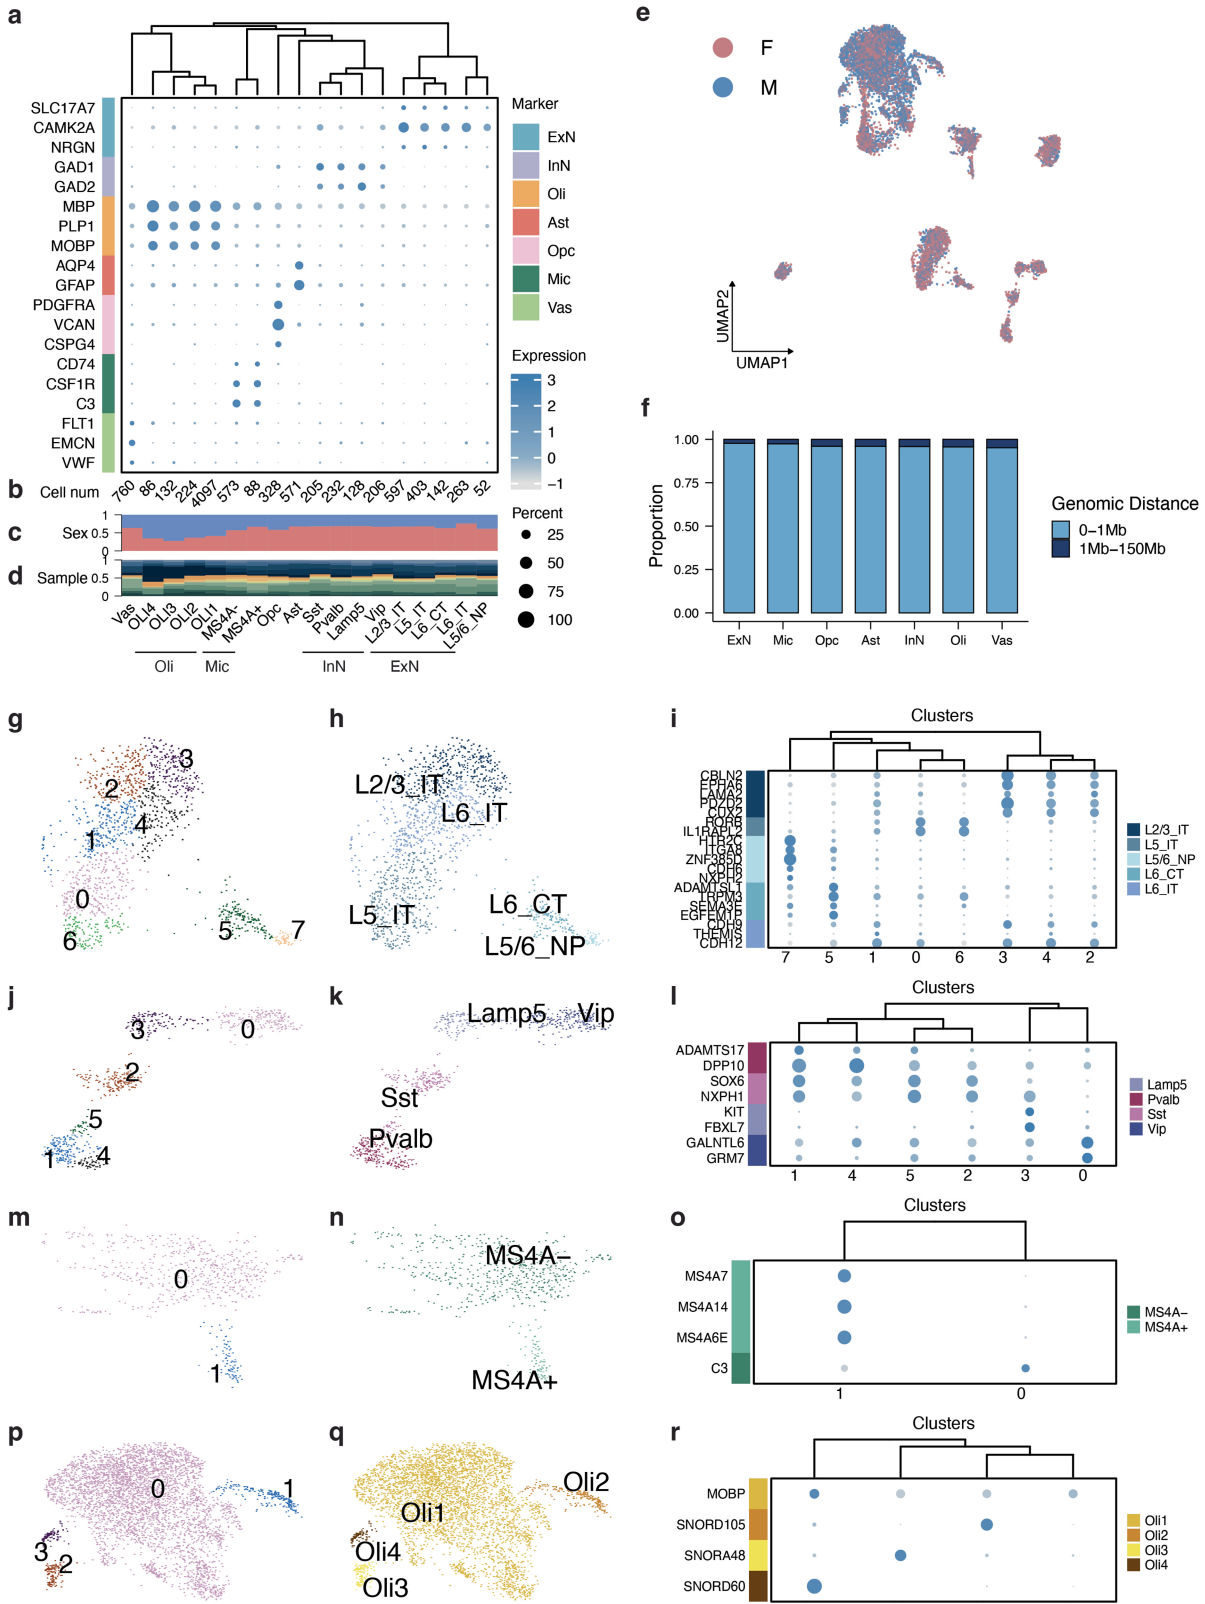 a
SLC17A7
CAMK2A
NRGN
GAD1
GAD2
MBP
PLP1
MOBP
AQP4
GFAP
PDGFRA
VCAN
CSPG4
CD74
CSF1R
C3
FLT1
EMCN
VWF
Marker
ExN
InN
Oli
Ast
Opc
Mic
Vas
Expression
3
2
1
0
−1
Percent
25
50
75
100
b
Cell num
760 86 132 224 4097 573 88 328 571 205 232 128 206 597 403 142 263 52
c
Sex
1
0.5
0
d
Sample
1
0.5
0
Vas OLI4 OLI3 OLI2 OLI1 MS4A− MS4A+ Opc Ast Sst Pvalb Lamp5 Vip L2/3_IT L5_IT L6_CT L6_IT L5/6_NP
Oli Mic InN ExN
e
F
M
UMAP2
UMAP1
f
Proportion
1.00
0.75
0.50
0.25
0.00
ExN Mic Opc Ast InN Oli Vas
Genomic Distance
0−1Mb
1Mb−150Mb
g
3
2
4
1
0
5
7
6
h
L2/3_IT
L6_IT
L6_CT
L5_IT
L5/6_NP
i
Clusters
CBLN2
EPHA6
LAMA2
PDZD2
CUX2
RORB
IL1RAPL2
HTR2C
ITGA8
ZNF385D
CDH6
NXPH2
ADAMTSL1
TRPM3
SEMA3E
EGFEM1P
CDH9
THEMIS
CDH12
7 5 1 0 6 3 4 2
L2/3_IT
L5_IT
L5/6_NP
L6_CT
L6_IT
j
3
0
2
5
1
4
k
Lamp5 Vip
Sst
Pvalb
l
Clusters
ADAMTS17
DPP10
SOX6
NXPH1
KIT
FBXL7
GALNTL6
GRM7
1 4 5 2 3 0
Lamp5
Pvalb
Sst
Vip
m
0
1
n
MS4A−
MS4A+
o
Clusters
MS4A7
MS4A14
MS4A6E
C3
1 0
MS4A−
MS4A+
p
0
1
3
2
q
Oli2
Oli1
Oli4
Oli3
r
Clusters
MOBP
SNORD105
SNORA48
SNORD60
Oli1
Oli2
Oli3
Oli4